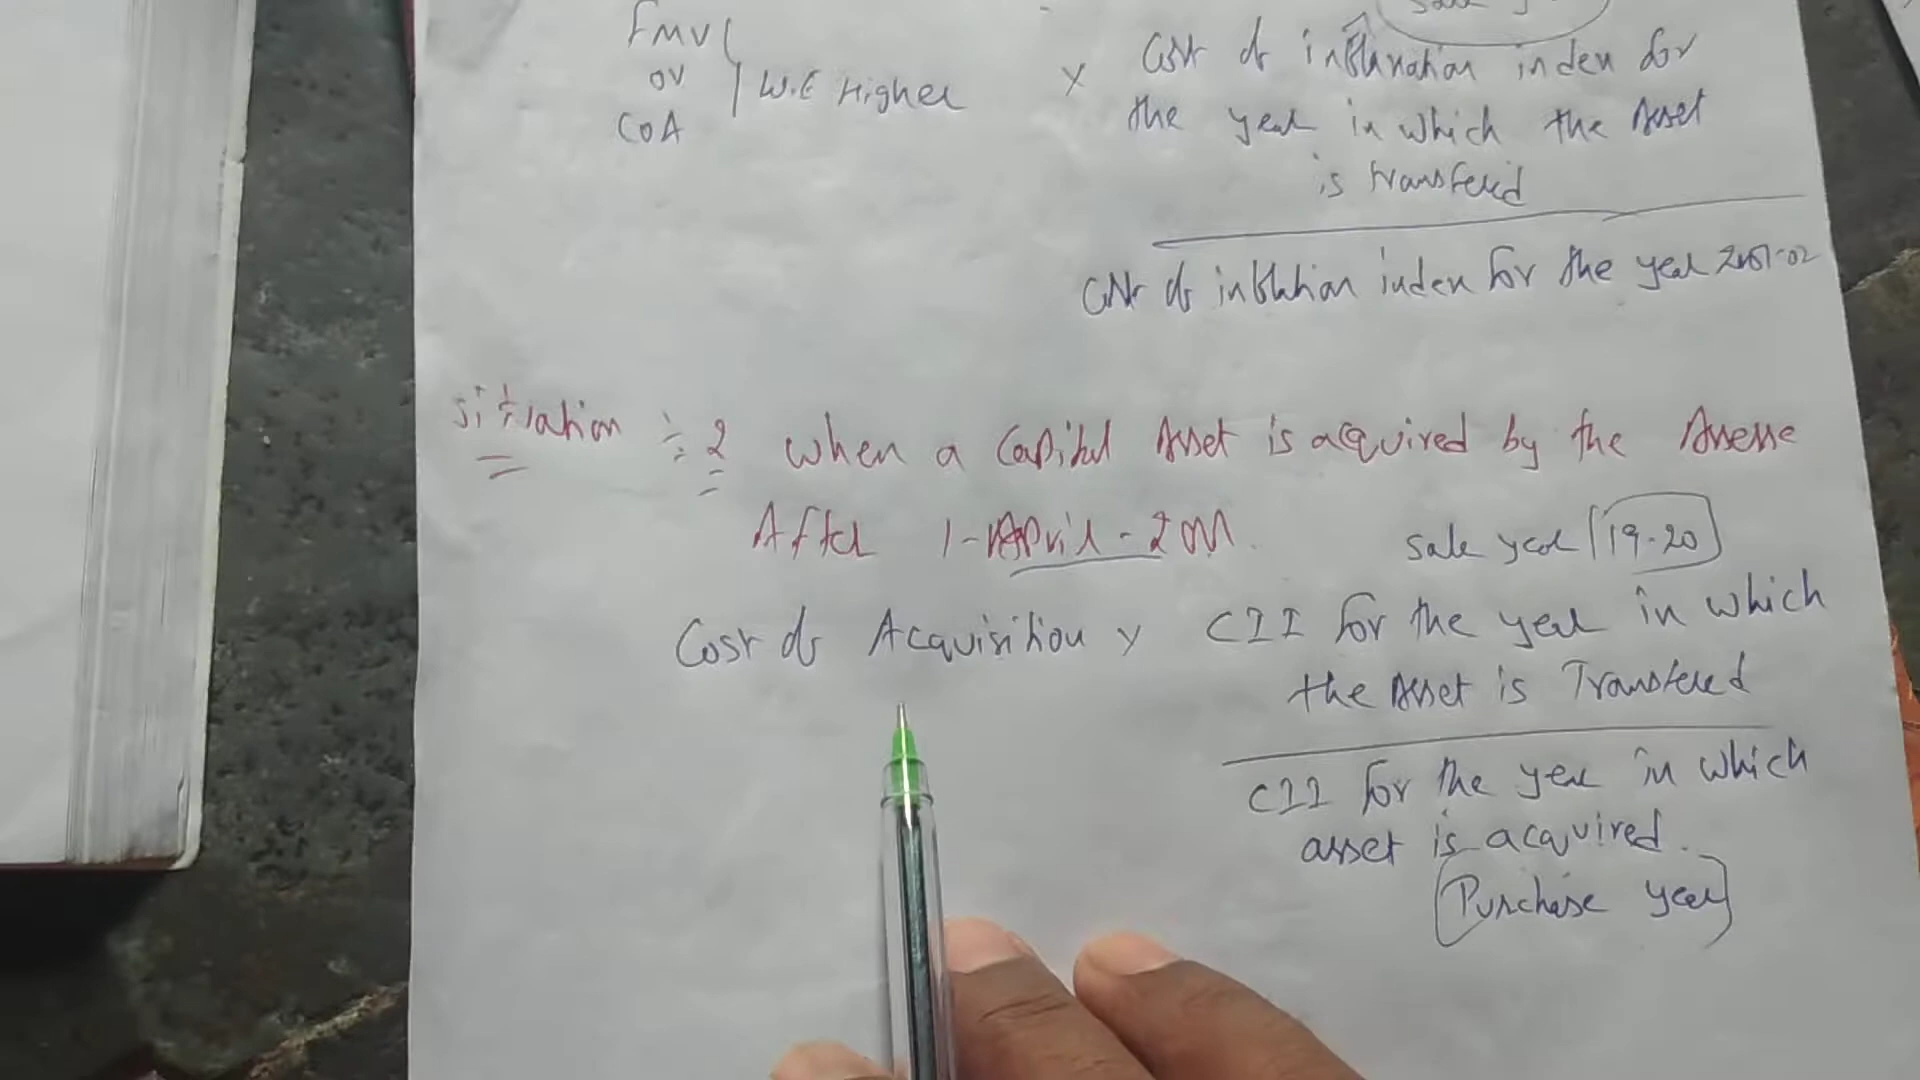 FMV
or
COA
W.E Higher
x Cost of inflanation index for
the year in which the Asset
is transfered
Cost of inflation index for the year 2001-02
situation :- 2 When a Capital Asset is acquired by the Assesse
After 1-April-2001.
sale year (19-20)
Cost of Acquisition x CII for the year in which
the Asset is Transfered
CII for the year in which
asset is acquired.
(Purchase year)